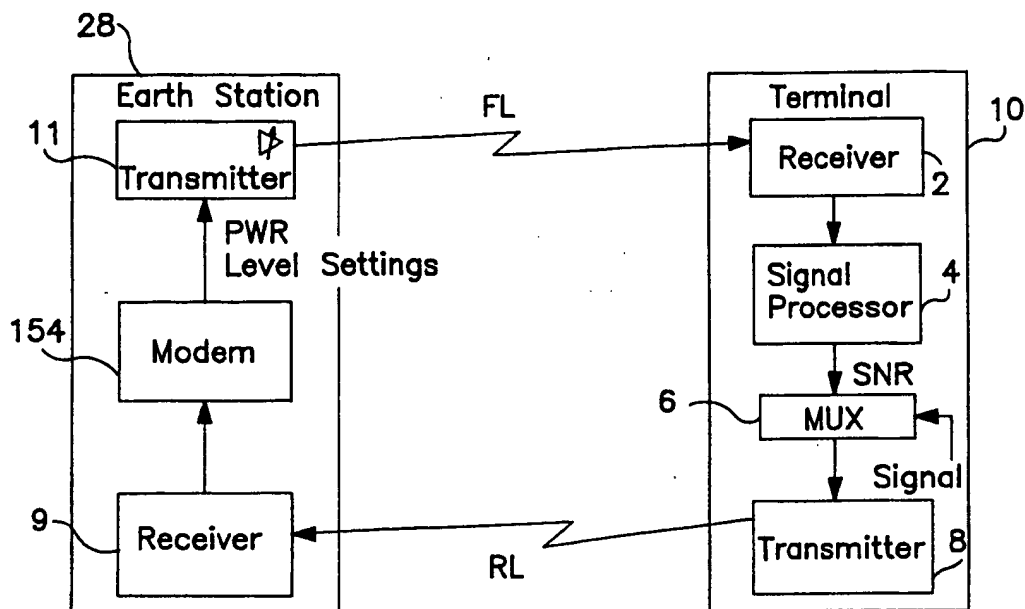 28
Earth Station
11
Transmitter
PWR
Level Settings
154
Modem
9
Receiver
FL
RL
Terminal
10
Receiver
2
Signal
Processor
4
SNR
6
MUX
Signal
Transmitter
8